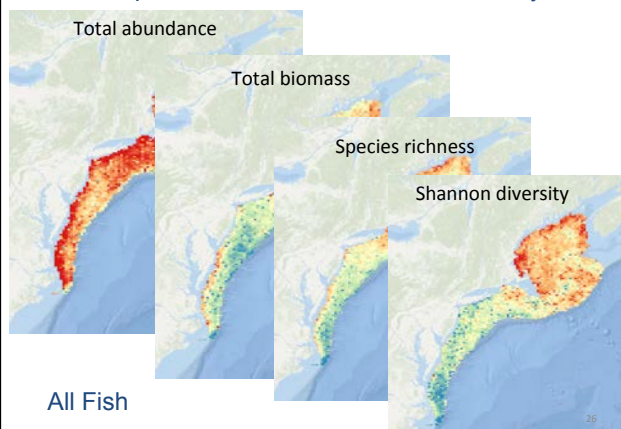 Total abundance
Total biomass
Species richness
Shannon diversity
All Fish
26